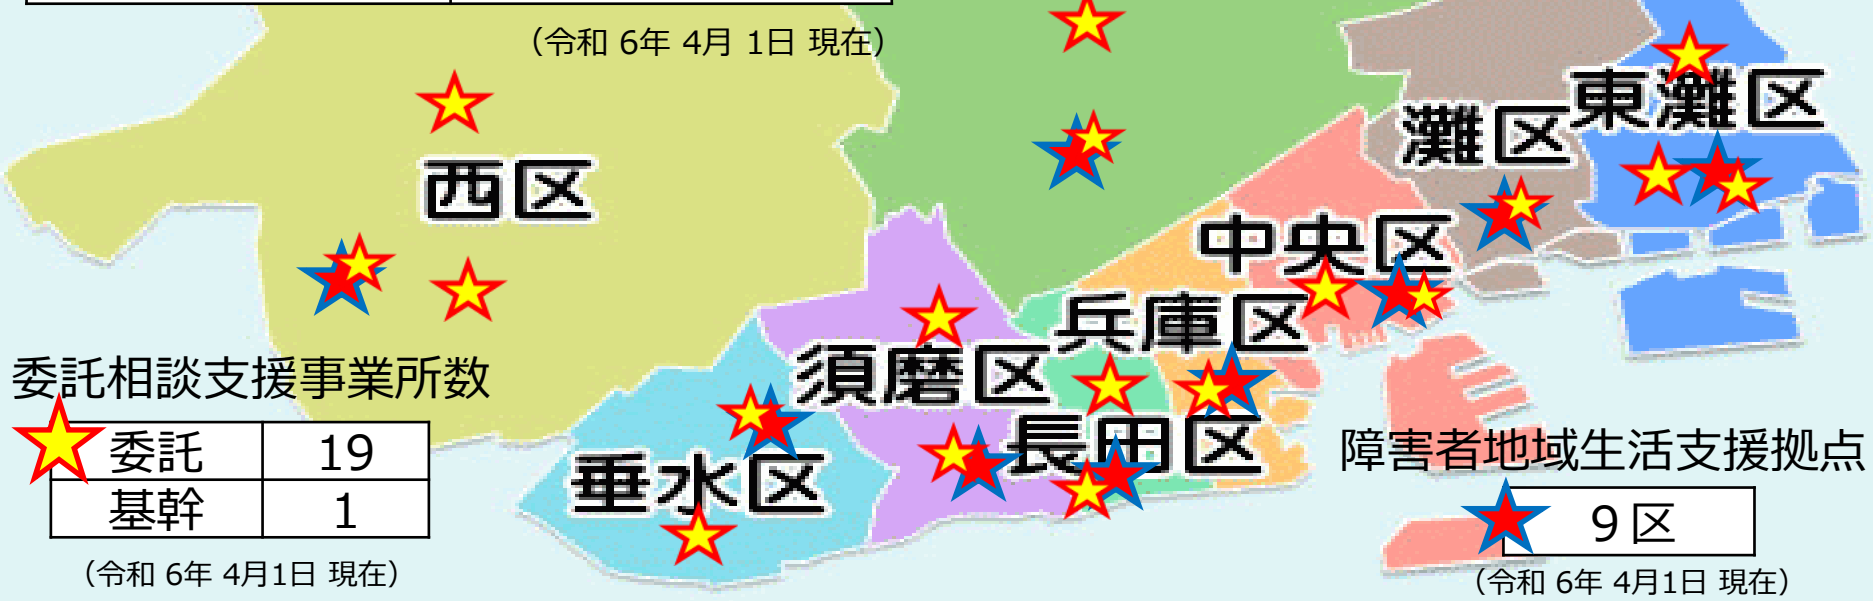 （令和 6年 4月 1日 現在）
東灘区
灘区
西区
中央区
兵庫区
須磨区
長田区
垂水区
委託相談支援事業所数
委託 19
基幹 1
（令和 6年 4月1日 現在）
障害者地域生活支援拠点
９区
（令和 6年 4月1日 現在）